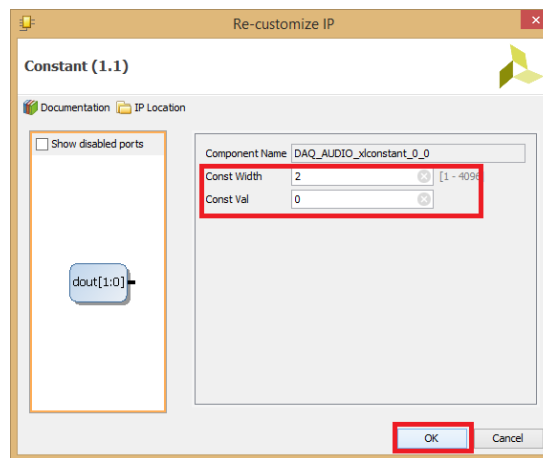 Re-customize IP
Constant (1.1)
Documentation IP Location
Show disabled ports
Component Name DAQ_AUDIO_xlconstant_0_0
Const Width 2 [1 - 4096
Const Val 0
dout[1:0]
OK Cancel